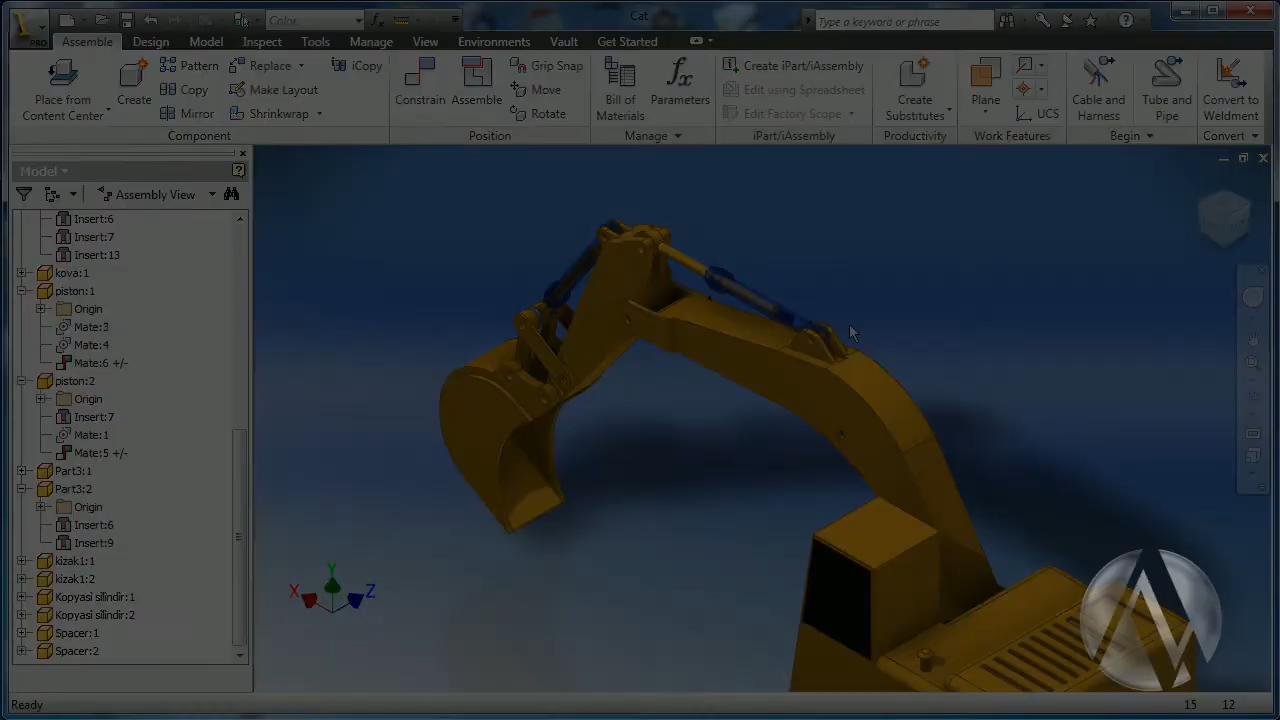 Cat
PRO
Color
Type a keyword or phrase
Assemble Design Model Inspect Tools Manage View Environments Vault Get Started
Place from Content Center
Create
Pattern
Copy
Mirror
Replace
Make Layout
Shrinkwrap
iCopy
Component
Constrain
Assemble
Grip Snap
Move
Rotate
Position
Bill of Materials
fx
Parameters
Manage
Create iPart/iAssembly
Edit using Spreadsheet
Edit Factory Scope
iPart/iAssembly
Create Substitutes
Productivity
Plane
UCS
Work Features
Cable and Harness
Tube and Pipe
Begin
Convert to Weldment
Convert
Model
Assembly View
Insert:6
Insert:7
Insert:13
kova:1
piston:1
Origin
Mate:3
Mate:4
Mate:6 +/-
piston:2
Origin
Insert:7
Mate:1
Mate:5 +/-
Part3:1
Part3:2
Origin
Insert:6
Insert:9
kizak1:1
kizak1:2
Kopyasi silindir:1
Kopyasi silindir:2
Spacer:1
Spacer:2
Y
X
Z
Ready
15 12